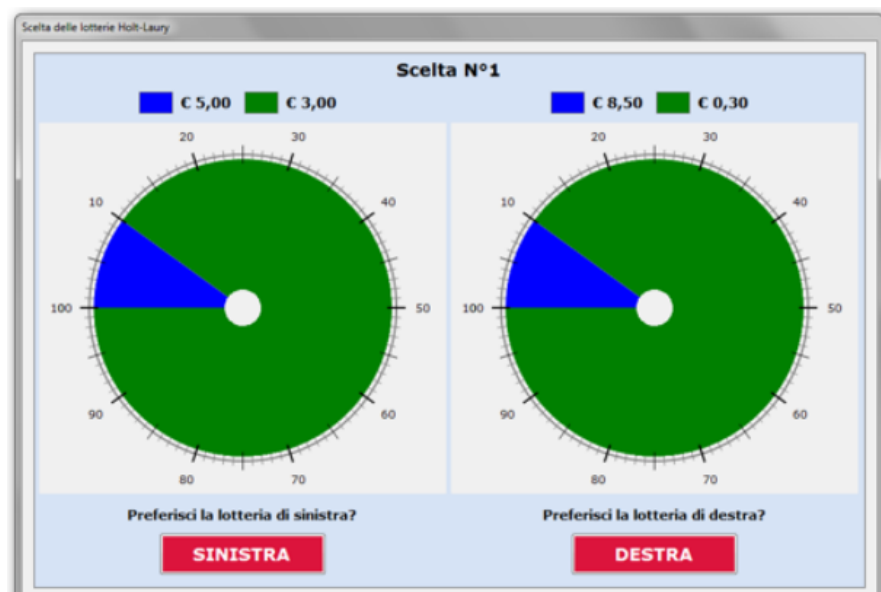 Scelta delle lotterie Holt-Laury
Scelta N°1
€ 5,00 € 3,00
20 30
10 40
100 50
90 60
80 70
Preferisci la lotteria di sinistra?
SINISTRA
€ 8,50 € 0,30
20 30
10 40
100 50
90 60
80 70
Preferisci la lotteria di destra?
DESTRA